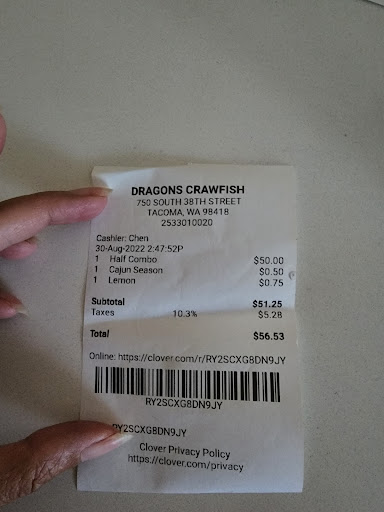 DRAGONS CRAWFISH
750 SOUTH 38TH STREET
TACOMA, WA 98418
2533010020
Cashier: Chen
30-Aug-2022 2:47:52P
1 Half Combo $50.00
1 Cajun Season $0.50
1 Lemon $0.75
Subtotal $51.25
Taxes 10.3% $5.28
Total $56.53
Online: https://clover.com/r/RY2SCXG8DN9JY
RY2SCXG8DN9JY
RY2SCXG8DN9JY
Clover Privacy Policy
https://clover.com/privacy